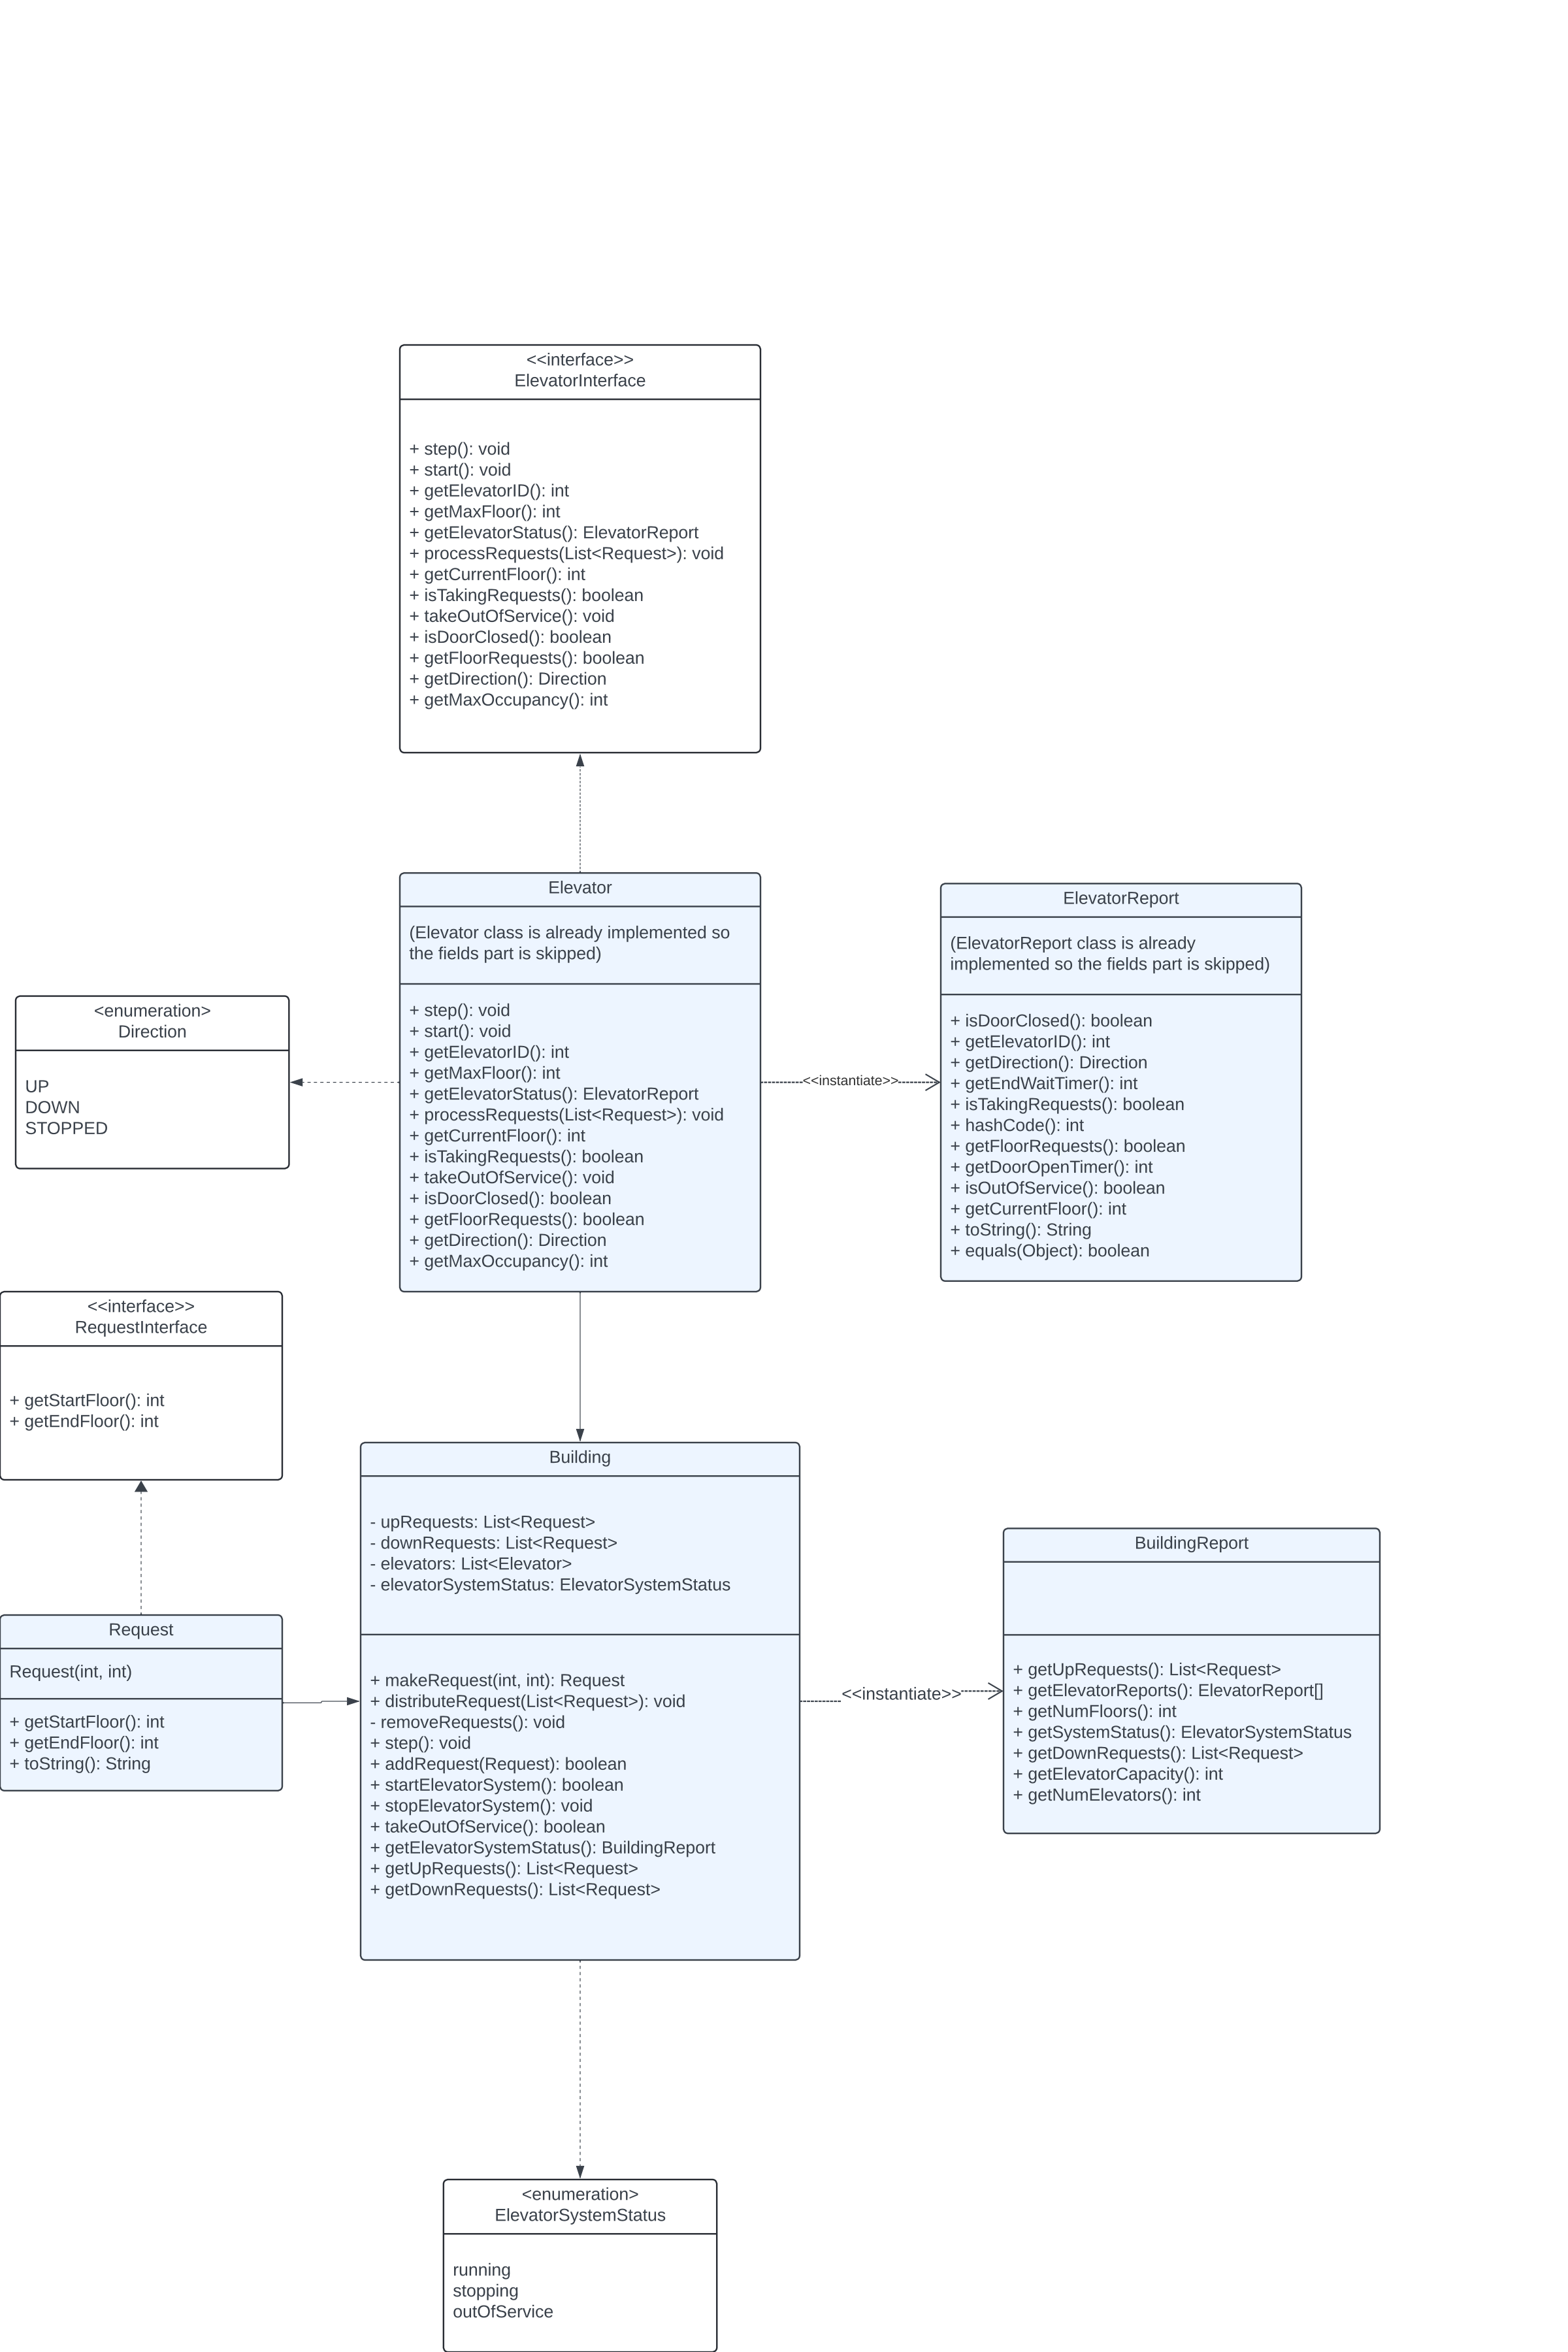 <<interface>>
ElevatorInterface
+ step(): void
+ start(): void
+ getElevatorID(): int
+ getMaxFloor(): int
+ getElevatorStatus(): ElevatorReport
+ processRequests(List<Request>): void
+ getCurrentFloor(): int
+ isTakingRequests(): boolean
+ takeOutOfService(): void
+ isDoorClosed(): boolean
+ getFloorRequests(): boolean
+ getDirection(): Direction
+ getMaxOccupancy(): int
Elevator
(Elevator class is already implemented so
the fields part is skipped)
+ step(): void
+ start(): void
+ getElevatorID(): int
+ getMaxFloor(): int
+ getElevatorStatus(): ElevatorReport
+ processRequests(List<Request>): void
+ getCurrentFloor(): int
+ isTakingRequests(): boolean
+ takeOutOfService(): void
+ isDoorClosed(): boolean
+ getFloorRequests(): boolean
+ getDirection(): Direction
+ getMaxOccupancy(): int
<<instantiate>>
ElevatorReport
(ElevatorReport class is already
implemented so the fields part is skipped)
+ isDoorClosed(): boolean
+ getElevatorID(): int
+ getDirection(): Direction
+ getEndWaitTimer(): int
+ isTakingRequests(): boolean
+ hashCode(): int
+ getFloorRequests(): boolean
+ getDoorOpenTimer(): int
+ isOutOfService(): boolean
+ getCurrentFloor(): int
+ toString(): String
+ equals(Object): boolean
<enumeration>
Direction
UP
DOWN
STOPPED
<<interface>>
RequestInterface
+ getStartFloor(): int
+ getEndFloor(): int
Request
Request(int, int)
+ getStartFloor(): int
+ getEndFloor(): int
+ toString(): String
Building
- upRequests: List<Request>
- downRequests: List<Request>
- elevators: List<Elevator>
- elevatorSystemStatus: ElevatorSystemStatus
+ makeRequest(int, int): Request
+ distributeRequest(List<Request>): void
- removeRequests(): void
+ step(): void
+ addRequest(Request): boolean
+ startElevatorSystem(): boolean
+ stopElevatorSystem(): void
+ takeOutOfService(): boolean
+ getElevatorSystemStatus(): BuildingReport
+ getUpRequests(): List<Request>
+ getDownRequests(): List<Request>
<<instantiate>>
BuildingReport
+ getUpRequests(): List<Request>
+ getElevatorReports(): ElevatorReport[]
+ getNumFloors(): int
+ getSystemStatus(): ElevatorSystemStatus
+ getDownRequests(): List<Request>
+ getElevatorCapacity(): int
+ getNumElevators(): int
<enumeration>
ElevatorSystemStatus
running
stopping
outOfService